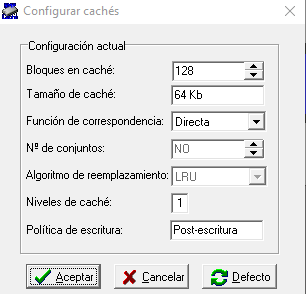 Configurar cachés
Configuración actual
Bloques en caché: 128
Tamaño de caché: 64 Kb
Función de correspondencia: Directa
Nº de conjuntos: NO
Algoritmo de reemplazamiento: LRU
Niveles de caché: 1
Política de escritura: Post-escritura
Aceptar Cancelar Defecto